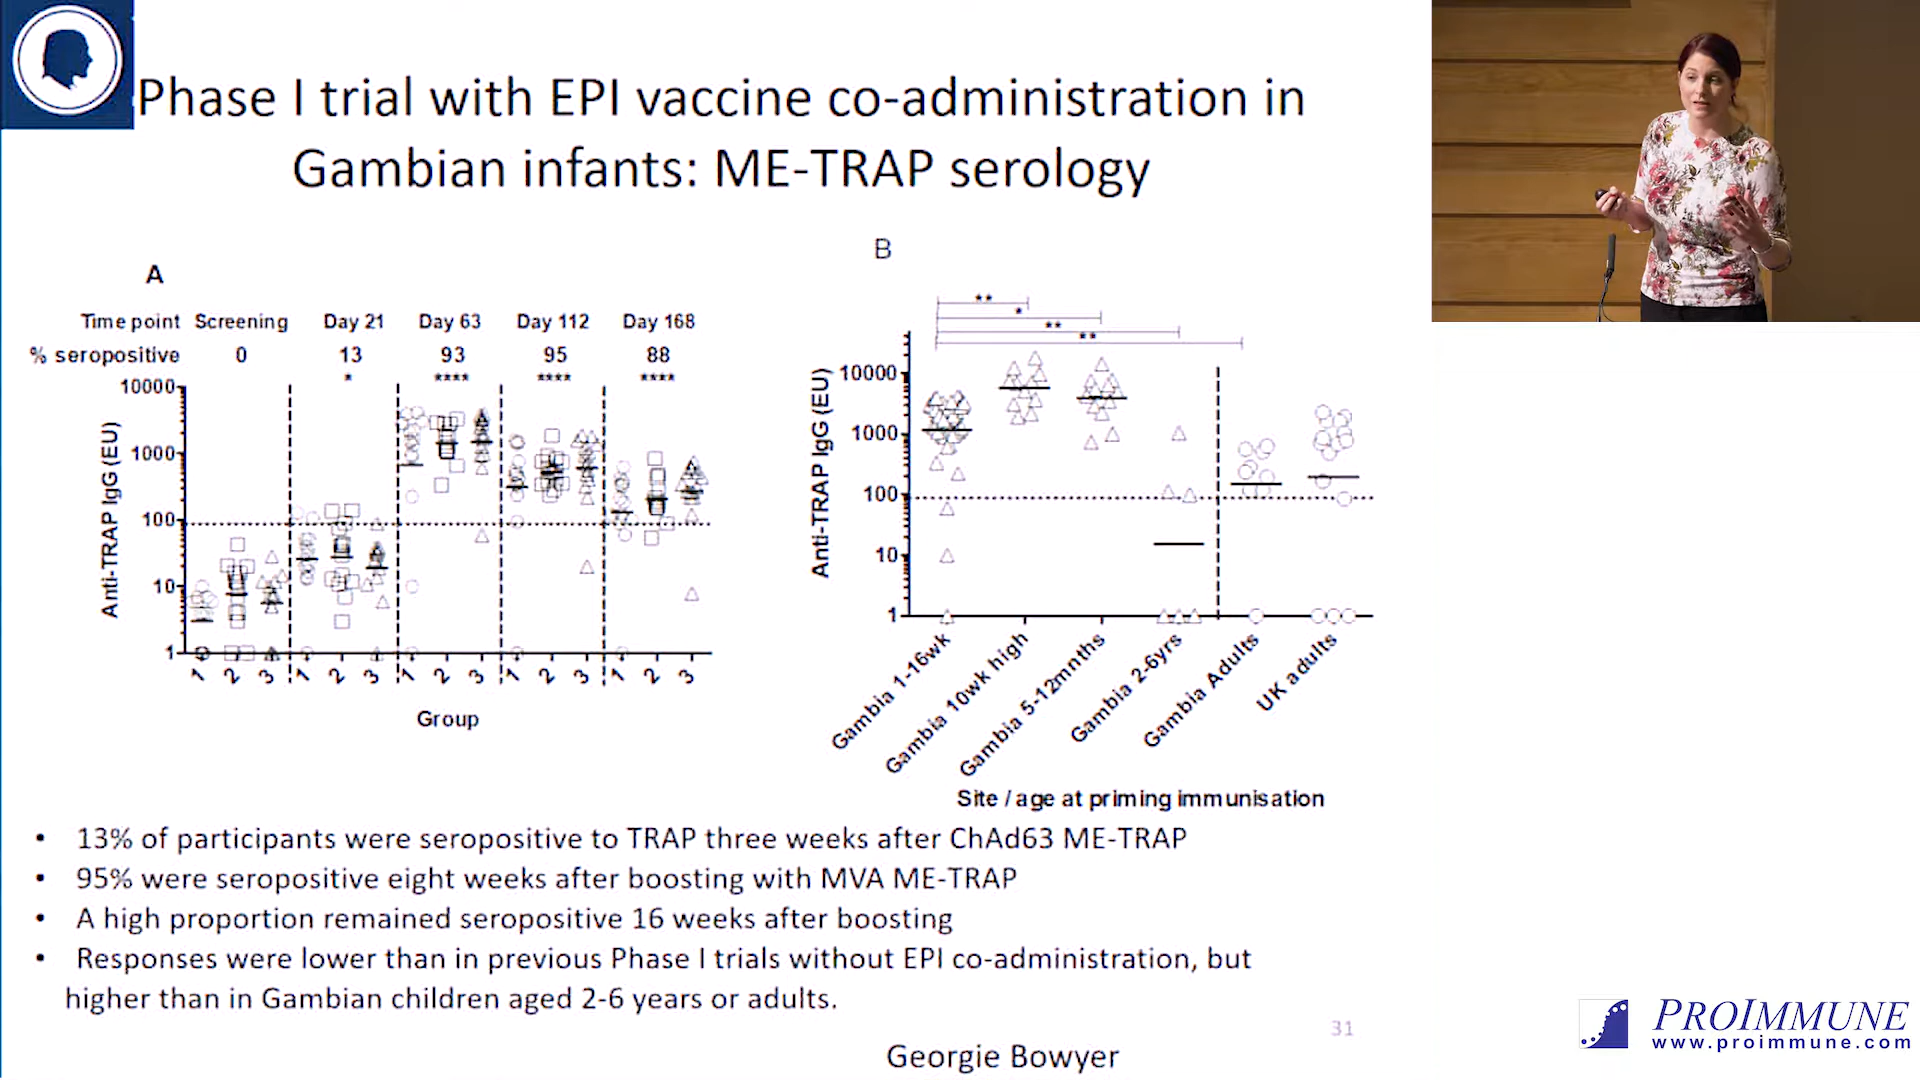 Phase I trial with EPI vaccine co-administration in
Gambian infants: ME-TRAP serology
A
Time point Screening Day 21 Day 63 Day 112 Day 168
% seropositive 0 13 93 95 88
* **** **** ****
Anti-TRAP IgG (EU)
10000
1000
100
10
1
1 2 3 1 2 3 1 2 3 1 2 3 1 2 3
Group
B
**
*
**
**
Anti-TRAP IgG (EU)
10000
1000
100
10
1
Gambia 1-16wk
Gambia 10wk high
Gambia 5-12mnths
Gambia 2-6yrs
Gambia Adults
UK adults
Site / age at priming immunisation
• 13% of participants were seropositive to TRAP three weeks after ChAd63 ME-TRAP
• 95% were seropositive eight weeks after boosting with MVA ME-TRAP
• A high proportion remained seropositive 16 weeks after boosting
• Responses were lower than in previous Phase I trials without EPI co-administration, but
higher than in Gambian children aged 2-6 years or adults.
31
Georgie Bowyer
PROIMMUNE
www.proimmune.com